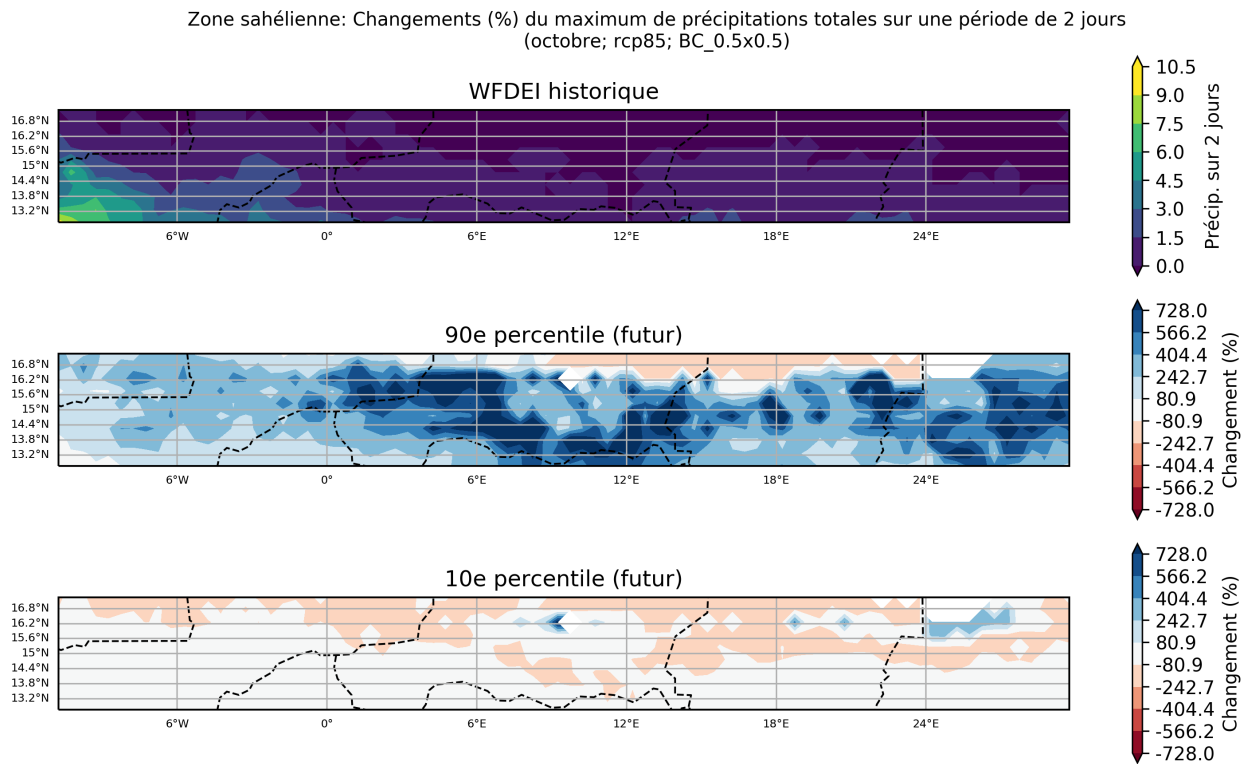 Zone sahélienne: Changements (%) du maximum de précipitations totales sur une période de 2 jours
(octobre; rcp85; BC_0.5x0.5)
WFDEI historique
16.8°N
16.2°N
15.6°N
15°N
14.4°N
13.8°N
13.2°N
6°W
0°
6°E
12°E
18°E
24°E
10.5
9.0
7.5
6.0
4.5
3.0
1.5
0.0
Précip. sur 2 jours
90e percentile (futur)
16.8°N
16.2°N
15.6°N
15°N
14.4°N
13.8°N
13.2°N
6°W
0°
6°E
12°E
18°E
24°E
728.0
566.2
404.4
242.7
80.9
-80.9
-242.7
-404.4
-566.2
-728.0
Changement (%)
10e percentile (futur)
16.8°N
16.2°N
15.6°N
15°N
14.4°N
13.8°N
13.2°N
6°W
0°
6°E
12°E
18°E
24°E
728.0
566.2
404.4
242.7
80.9
-80.9
-242.7
-404.4
-566.2
-728.0
Changement (%)